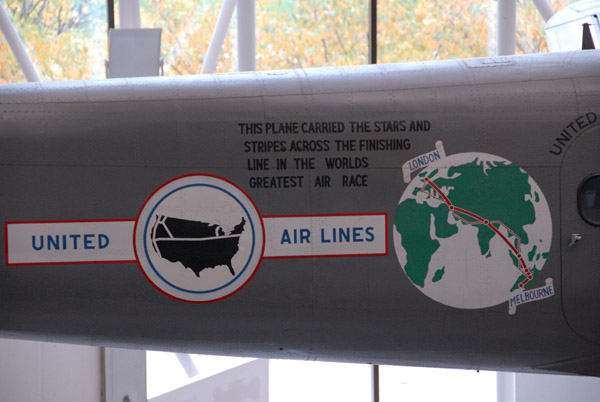 THIS PLANE CARRIED THE STARS AND
STRIPES ACROSS THE FINISHING
LINE IN THE WORLDS
GREATEST AIR RACE
UNITED AIR LINES
LONDON
MELBOURNE
UNITED